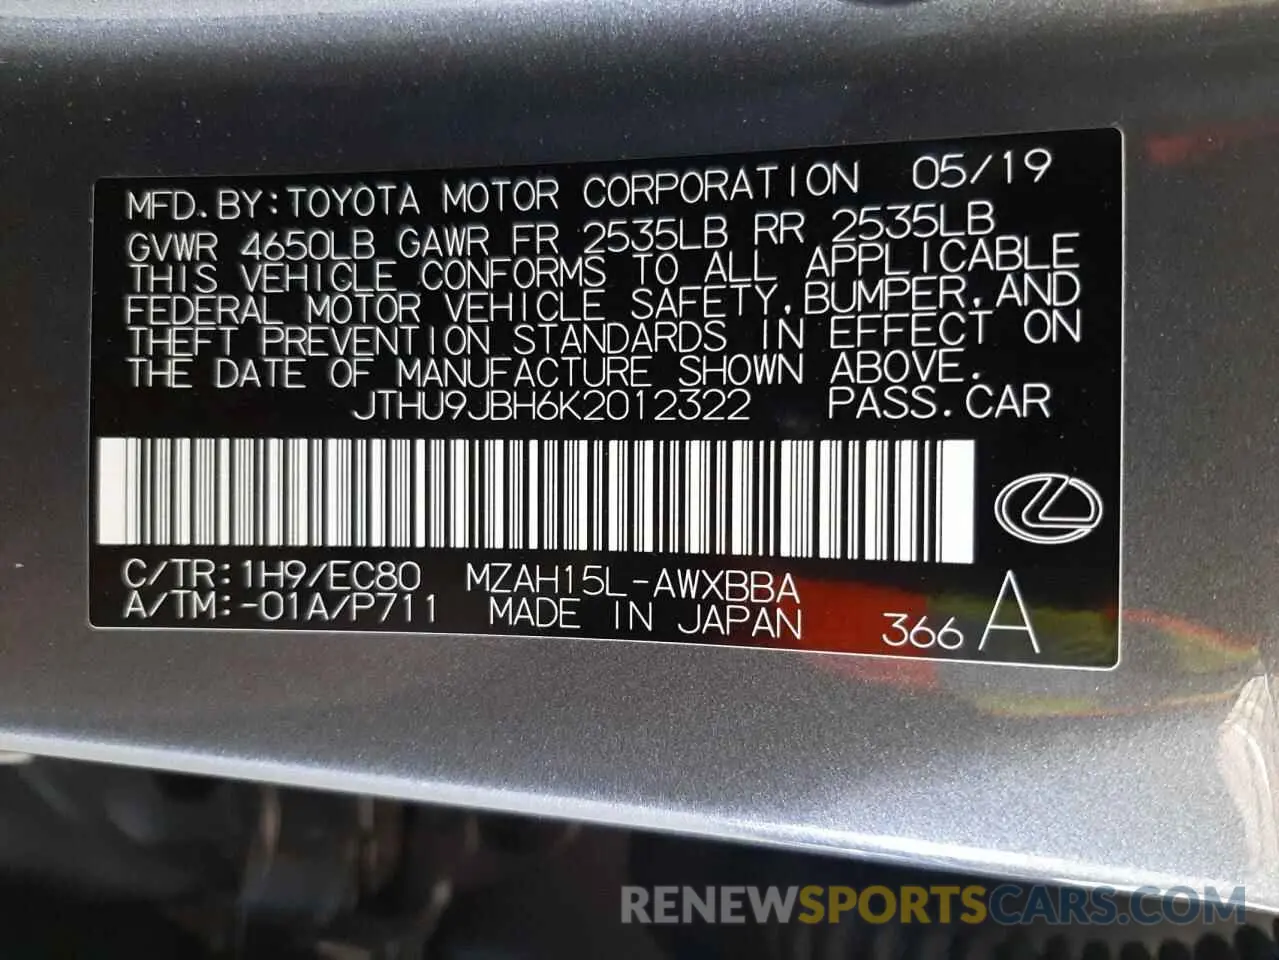 MFD. BY: TOYOTA MOTOR CORPORATION 05/19
GVWR 4650LB GAWR FR 2535LB RR 2535LB
THIS VEHICLE CONFORMS TO ALL APPLICABLE
FEDERAL MOTOR VEHICLE SAFETY, BUMPER, AND
THEFT PREVENTION STANDARDS IN EFFECT ON
THE DATE OF MANUFACTURE SHOWN ABOVE.
JTHU9JBH6K2012322 PASS. CAR
C/TR: 1H9/EC80 MZAH15L-AWXBBA
A/TM: -01A/P711 MADE IN JAPAN 366 A
RENEWSPORTSCARS.COM